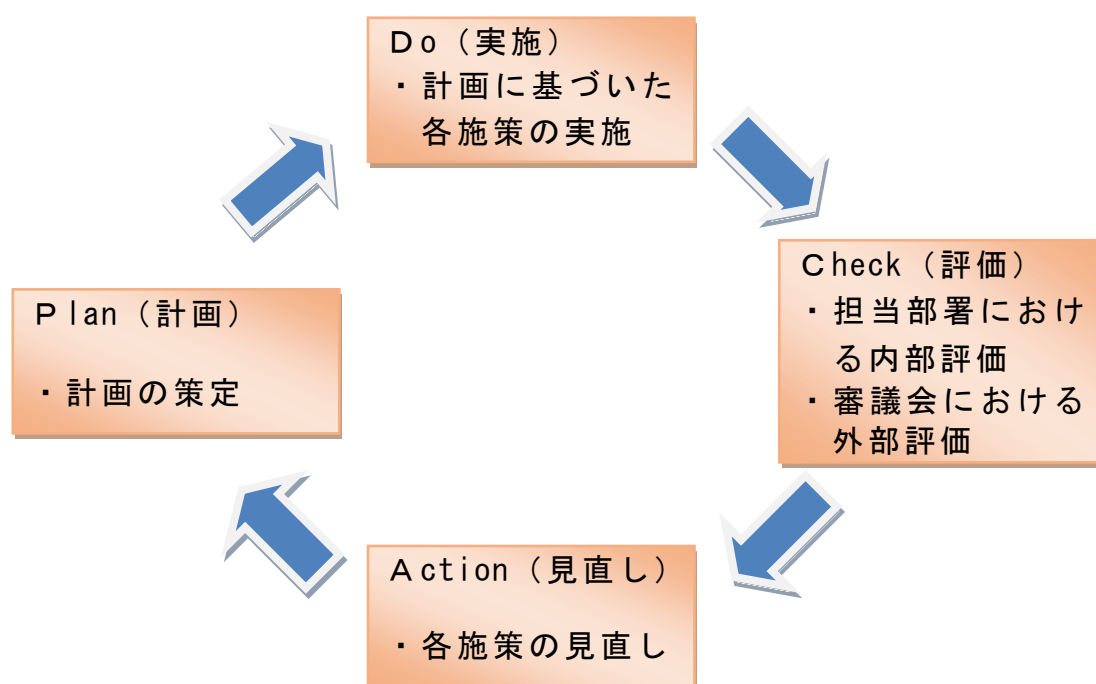 Do（実施）
・計画に基づいた
各施策の実施
Check（評価）
・担当部署におけ
る内部評価
・審議会における
外部評価
Plan（計画）
・計画の策定
Action（見直し）
・各施策の見直し